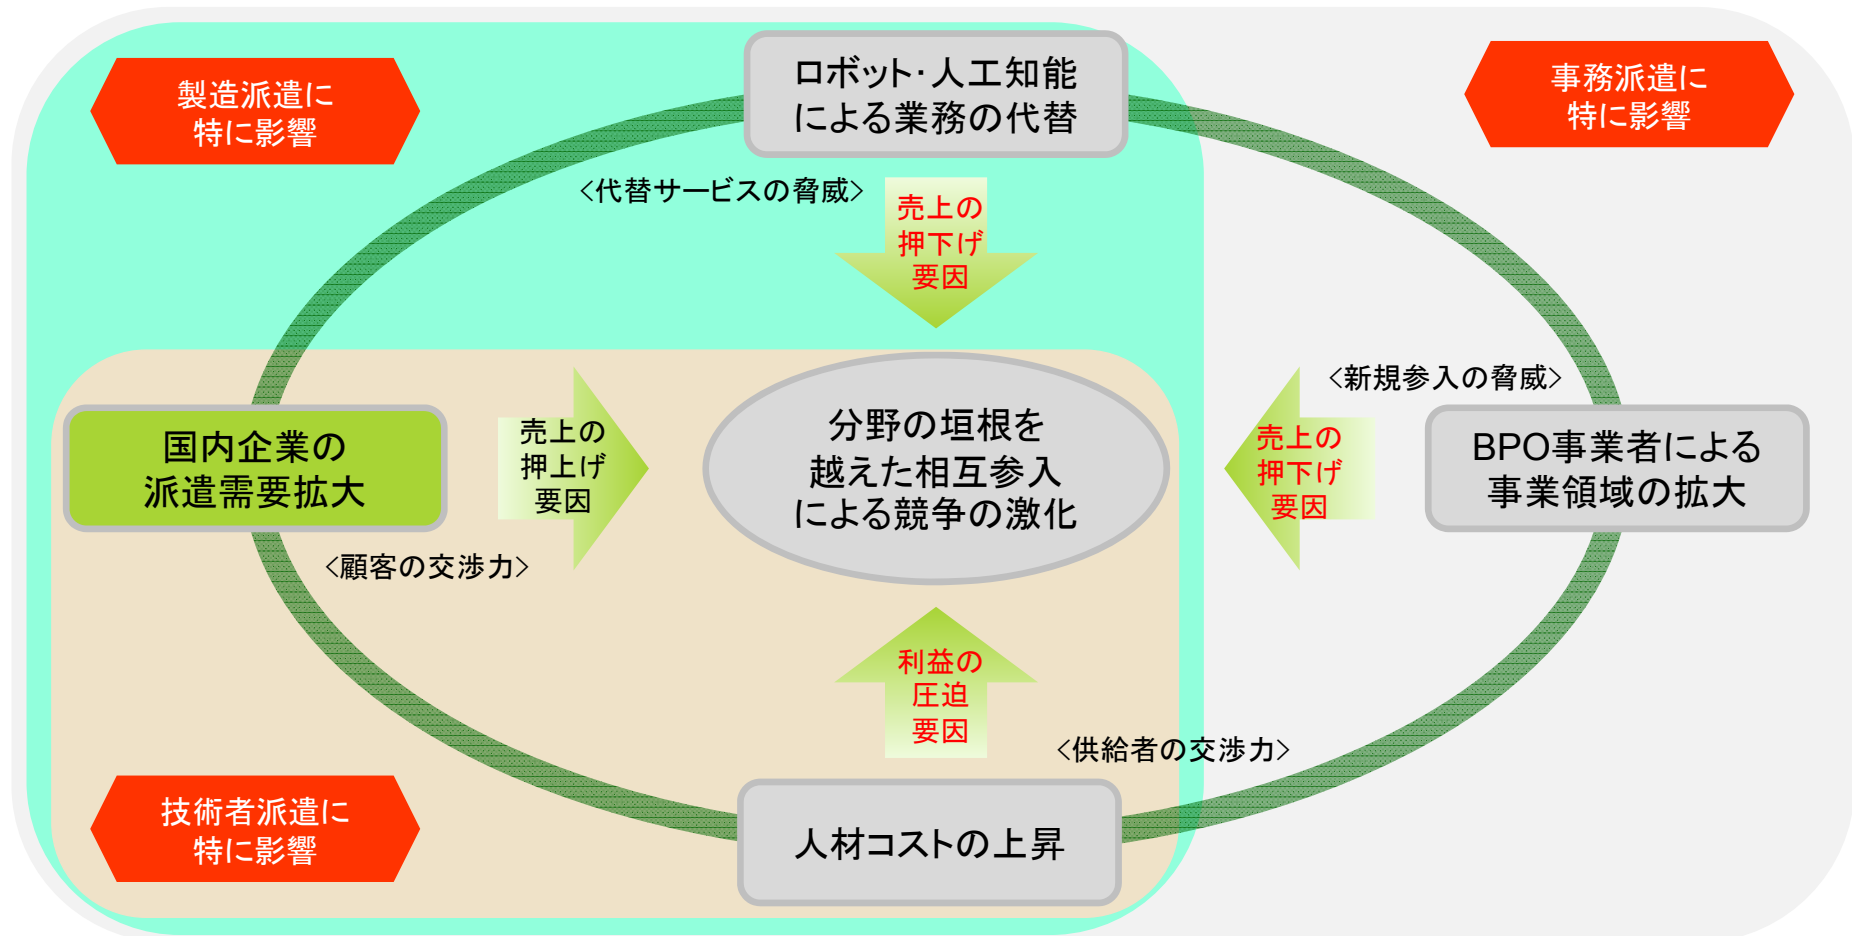 製造派遣に
特に影響
ロボット・人工知能
による業務の代替
事務派遣に
特に影響
<代替サービスの脅威>
売上の
押下げ
要因
<新規参入の脅威>
国内企業の
派遣需要拡大
売上の
押上げ
要因
分野の垣根を
越えた相互参入
による競争の激化
売上の
押下げ
要因
BPO事業者による
事業領域の拡大
<顧客の交渉力>
利益の
圧迫
要因
<供給者の交渉力>
技術者派遣に
特に影響
人材コストの上昇